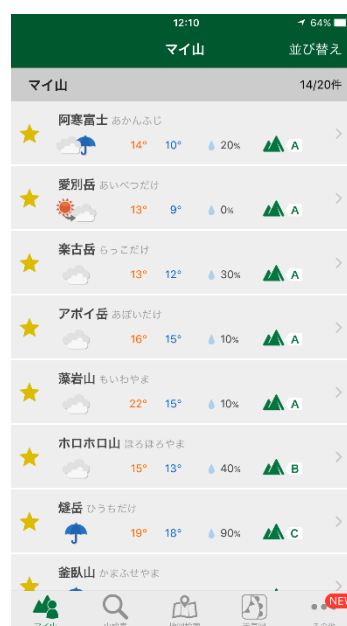 12:10 64%
マイ山 並び替え
マイ山 14/20件
阿寒富士 あかんふじ
14° 10° 20% A
愛別岳 あいべつだけ
13° 9° 0% A
楽古岳 らっこだけ
13° 12° 30% A
アポイ岳 あぽいだけ
16° 15° 10% A
藻岩山 もいわやま
22° 15° 10% A
ホロホロ山 ほろほろやま
15° 13° 40% B
燧岳 ひうちだけ
19° 18° 90% C
釜臥山 かまふせやま
NEW
マイ山